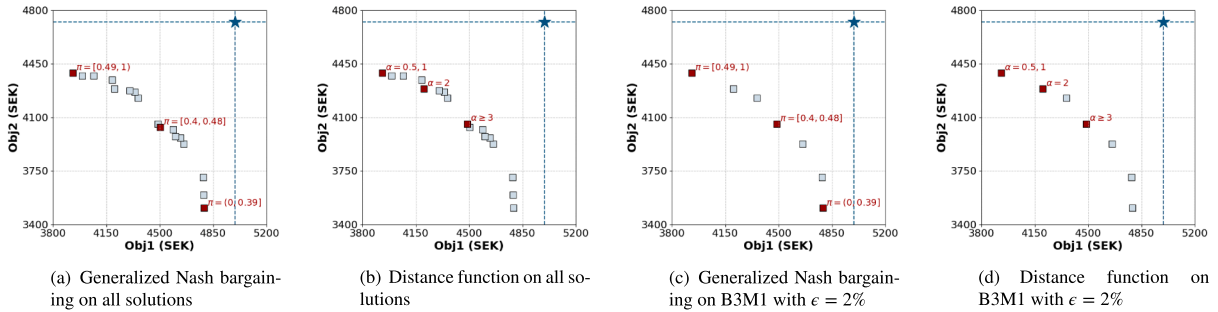 4800
4450
4100
3750
3400
Obj2 (SEK)
π = [0.49, 1)
π = [0.4, 0.48]
π = (0, 0.39]
3800 4150 4500 4850 5200
Obj1 (SEK)
(a) Generalized Nash bargain-
ing on all solutions
4800
4450
4100
3750
3400
Obj2 (SEK)
α = 0.5, 1
α = 2
α ≥ 3
3800 4150 4500 4850 5200
Obj1 (SEK)
(b) Distance function on all so-
lutions
4800
4450
4100
3750
3400
Obj2 (SEK)
π = [0.49, 1)
π = [0.4, 0.48]
π = (0, 0.39]
3800 4150 4500 4850 5200
Obj1 (SEK)
(c) Generalized Nash bargain-
ing on B3M1 with ϵ = 2%
4800
4450
4100
3750
3400
Obj2 (SEK)
α = 0.5, 1
α = 2
α ≥ 3
3800 4150 4500 4850 5200
Obj1 (SEK)
(d) Distance function on
B3M1 with ϵ = 2%